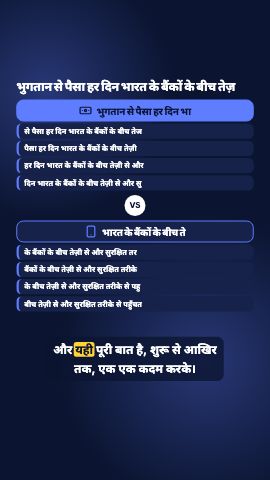 भुगतान से पैसा हर दिन भारत के बैंकों के बीच तेज़
भुगतान से पैसा हर दिन भा
से पैसा हर दिन भारत के बैंकों के बीच तेज
पैसा हर दिन भारत के बैंकों के बीच तेज़ी
हर दिन भारत के बैंकों के बीच तेज़ी से और
दिन भारत के बैंकों के बीच तेज़ी से और सु
VS
भारत के बैंकों के बीच ते
के बैंकों के बीच तेज़ी से और सुरक्षित तर
बैंकों के बीच तेज़ी से और सुरक्षित तरीके
के बीच तेज़ी से और सुरक्षित तरीके से पहु
बीच तेज़ी से और सुरक्षित तरीके से पहुँचत
और यही पूरी बात है, शुरू से आखिर
तक, एक एक कदम करके।